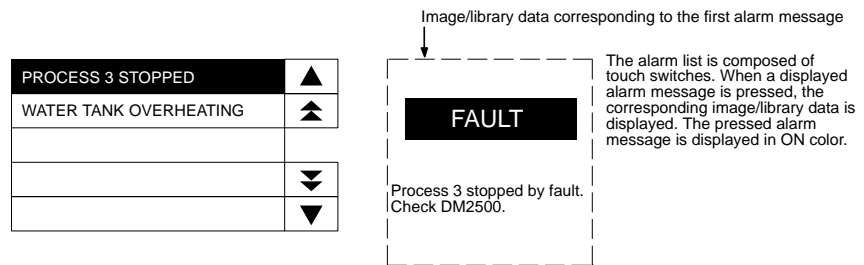 Image/library data corresponding to the first alarm message
PROCESS 3 STOPPED
WATER TANK OVERHEATING
FAULT
Process 3 stopped by fault.
Check DM2500.
The alarm list is composed of
touch switches. When a displayed
alarm message is pressed, the
corresponding image/library data is
displayed. The pressed alarm
message is displayed in ON color.